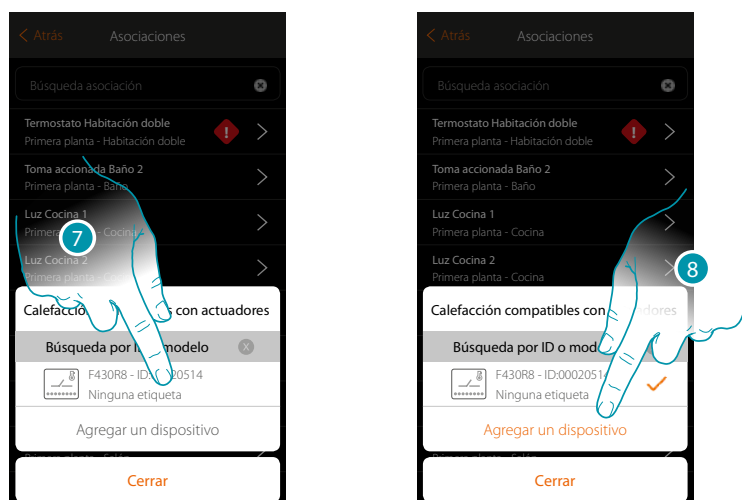 Atrás Asociaciones
Búsqueda asociación
Termostato Habitación doble
Primera planta - Habitación doble
Toma accionada Baño 2
Primera planta - Baño
Luz Cocina 1
Primera - Cocina
Luz Cocina 2
7
Calefacción con actuadores
Búsqueda por modelo
F430R8 - ID: 20514
Ninguna etiqueta
Agregar un dispositivo
Cerrar
Atrás Asociaciones
Búsqueda asociación
Termostato Habitación doble
Primera planta - Habitación doble
Toma accionada Baño 2
Primera planta - Baño
Luz Cocina 1
Primera planta - Cocina
Luz Cocina 2
Primera planta - Cocina
8
Calefacción compatibles con
Búsqueda por ID o
F430R8 - ID:00020514
Ninguna etiqueta
Agregar un dispositivo
Cerrar